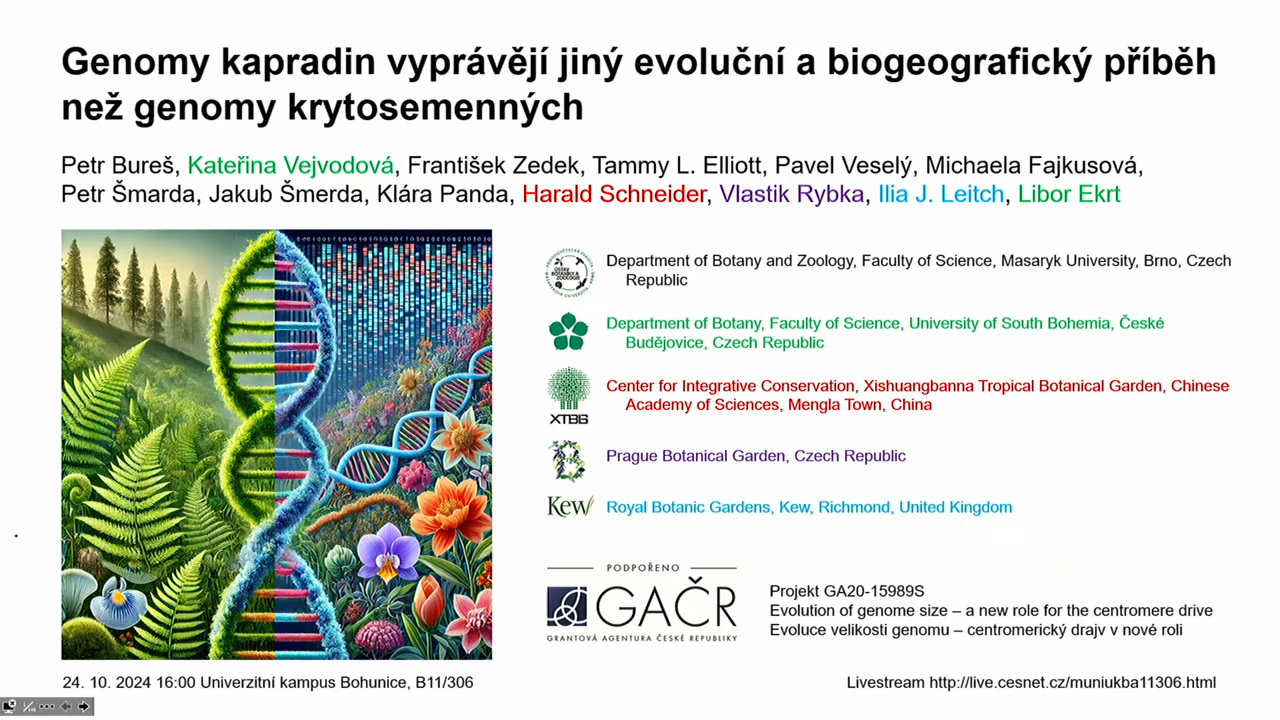 Genomy kapradin vyprávějí jiný evoluční a biogeografický příběh
než genomy krytosemenných
Petr Bureš, Kateřina Vejvodová, František Zedek, Tammy L. Elliott, Pavel Veselý, Michaela Fajkusová,
Petr Šmarda, Jakub Šmerda, Klára Panda, Harald Schneider, Vlastik Rybka, Ilia J. Leitch, Libor Ekrt
ÚSTAV
BOTANIKY A
ZOOLOGIE
Department of Botany and Zoology, Faculty of Science, Masaryk University, Brno, Czech
Republic
Department of Botany, Faculty of Science, University of South Bohemia, České
Budějovice, Czech Republic
XTBG
Center for Integrative Conservation, Xishuangbanna Tropical Botanical Garden, Chinese
Academy of Sciences, Mengla Town, China
Prague Botanical Garden, Czech Republic
Kew
Royal Botanic Gardens, Kew, Richmond, United Kingdom
PODPOŘENO
GAČR
GRANTOVÁ AGENTURA ČESKÉ REPUBLIKY
Projekt GA20-15989S
Evolution of genome size – a new role for the centromere drive
Evoluce velikosti genomu – centromerický drajv v nové roli
24. 10. 2024 16:00 Univerzitní kampus Bohunice, B11/306
Livestream http://live.cesnet.cz/muniukba11306.html